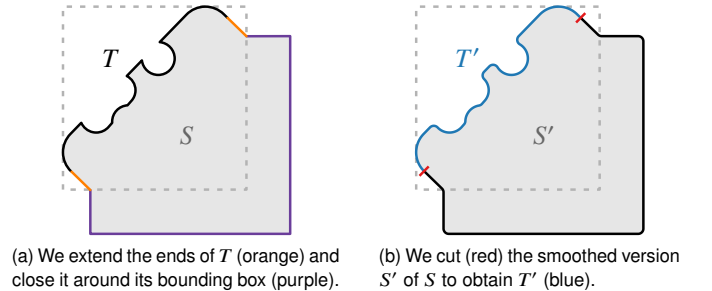 T
T′
S
S′
(a) We extend the ends of T (orange) and
close it around its bounding box (purple).
(b) We cut (red) the smoothed version
S′ of S to obtain T′ (blue).